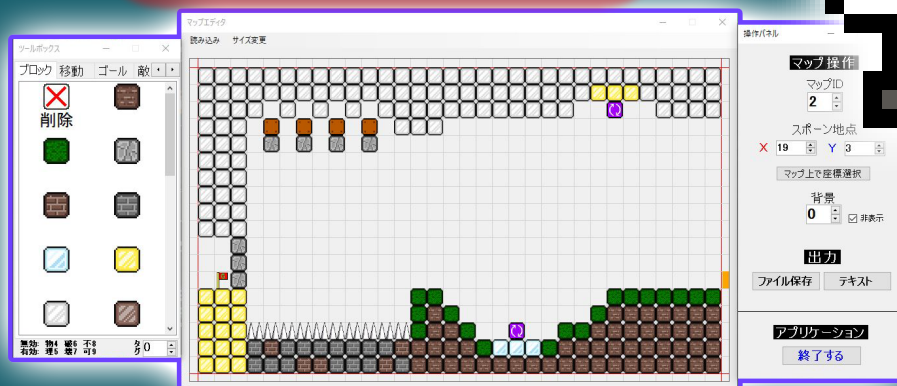 ツールボックス
ブロック 移動 ゴール 敵
削除
無効: 物4 破6 不8
有効: 理5 壊7 可9
タグ 0
マップエディタ
読み込み サイズ変更
操作パネル
マップ操作
マップID
2
スポーン地点
X 19 Y 3
マップ上で座標選択
背景
0 非表示
出力
ファイル保存 テキスト
アプリケーション
終了する